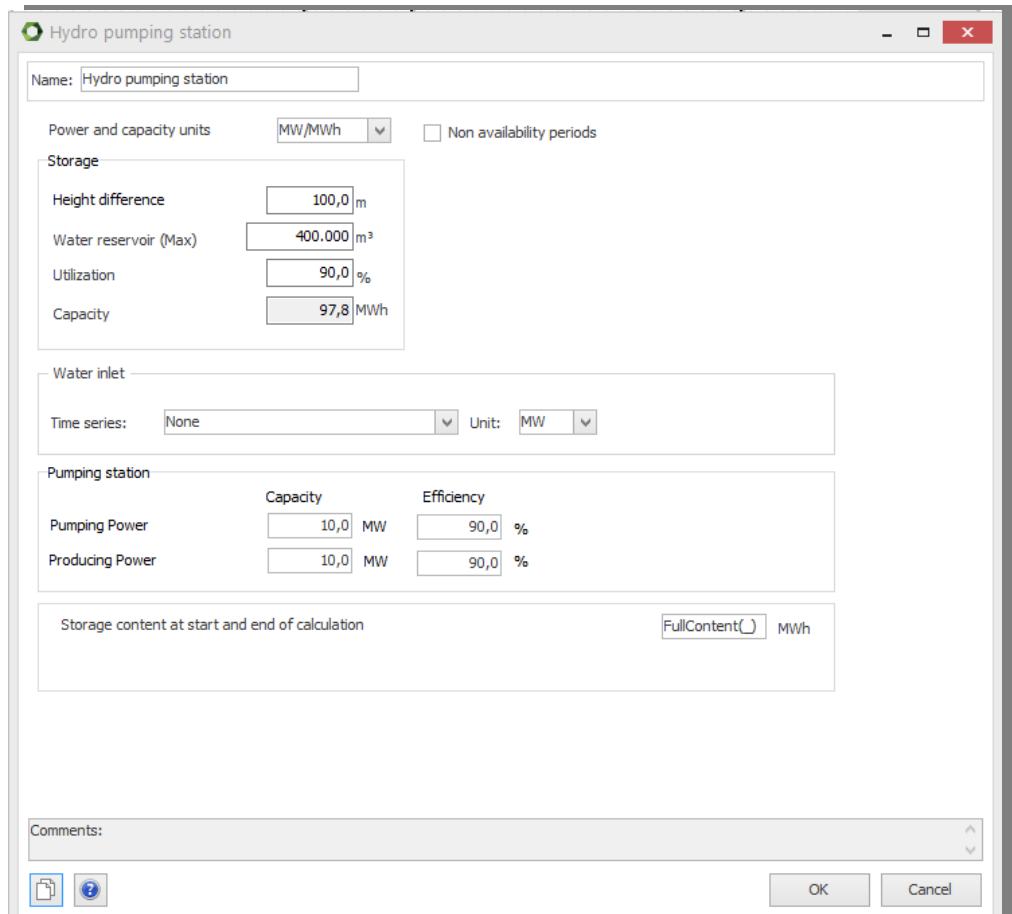 Hydro pumping station
Name: Hydro pumping station
Power and capacity units MW/MWh Non availability periods
Storage
Height difference 100,0 m
Water reservoir (Max) 400.000 m³
Utilization 90,0 %
Capacity 97,8 MWh
Water inlet
Time series: None Unit: MW
Pumping station
Capacity Efficiency
Pumping Power 10,0 MW 90,0 %
Producing Power 10,0 MW 90,0 %
Storage content at start and end of calculation FullContent(_) MWh
Comments:
OK Cancel